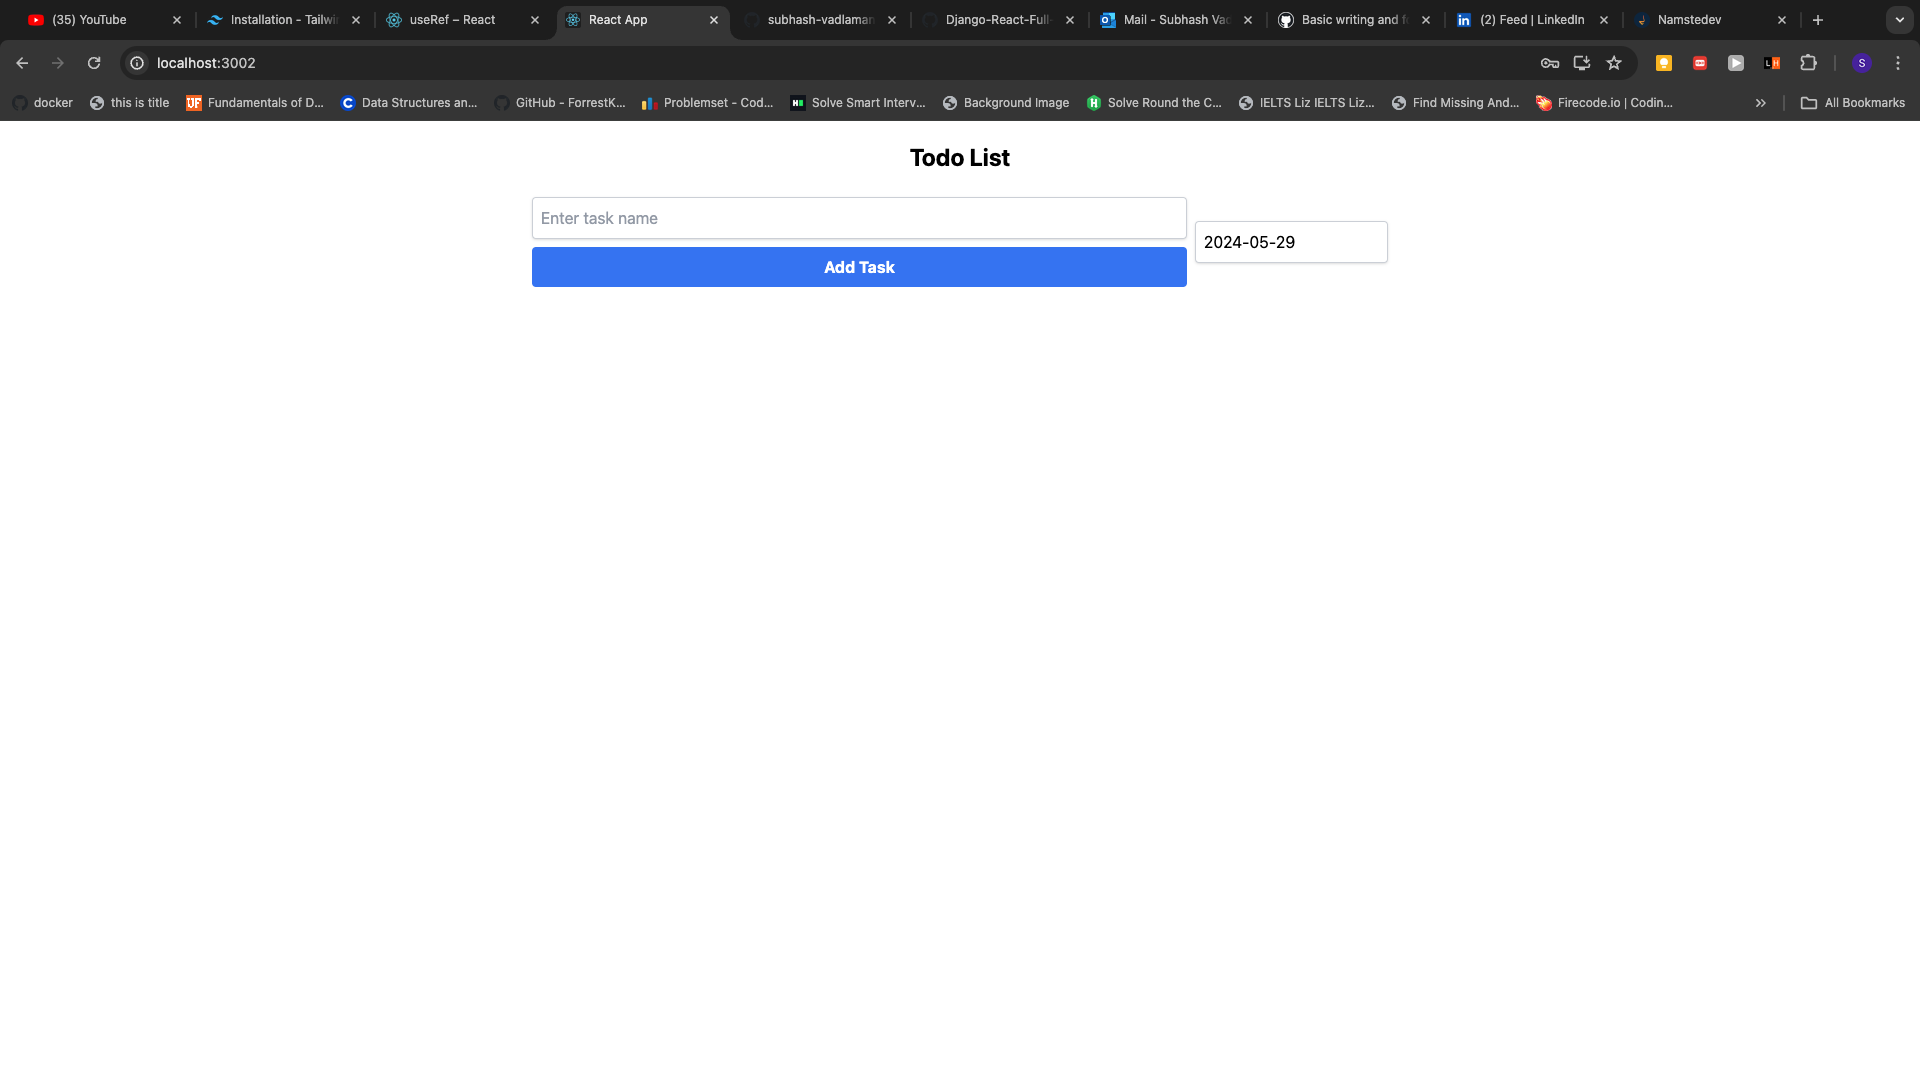 (35) YouTube
Installation - Tailwi
useRef – React
React App
subhash-vadlaman
Django-React-Full-
Mail - Subhash Vad
Basic writing and f
(2) Feed | LinkedIn
Namstedev
localhost:3002
S
docker
this is title
Fundamentals of D...
Data Structures an...
GitHub - ForrestK...
Problemset - Cod...
Solve Smart Interv...
Background Image
Solve Round the C...
IELTS Liz IELTS Liz...
Find Missing And...
Firecode.io | Codin...
All Bookmarks
Todo List
Enter task name
2024-05-29
Add Task